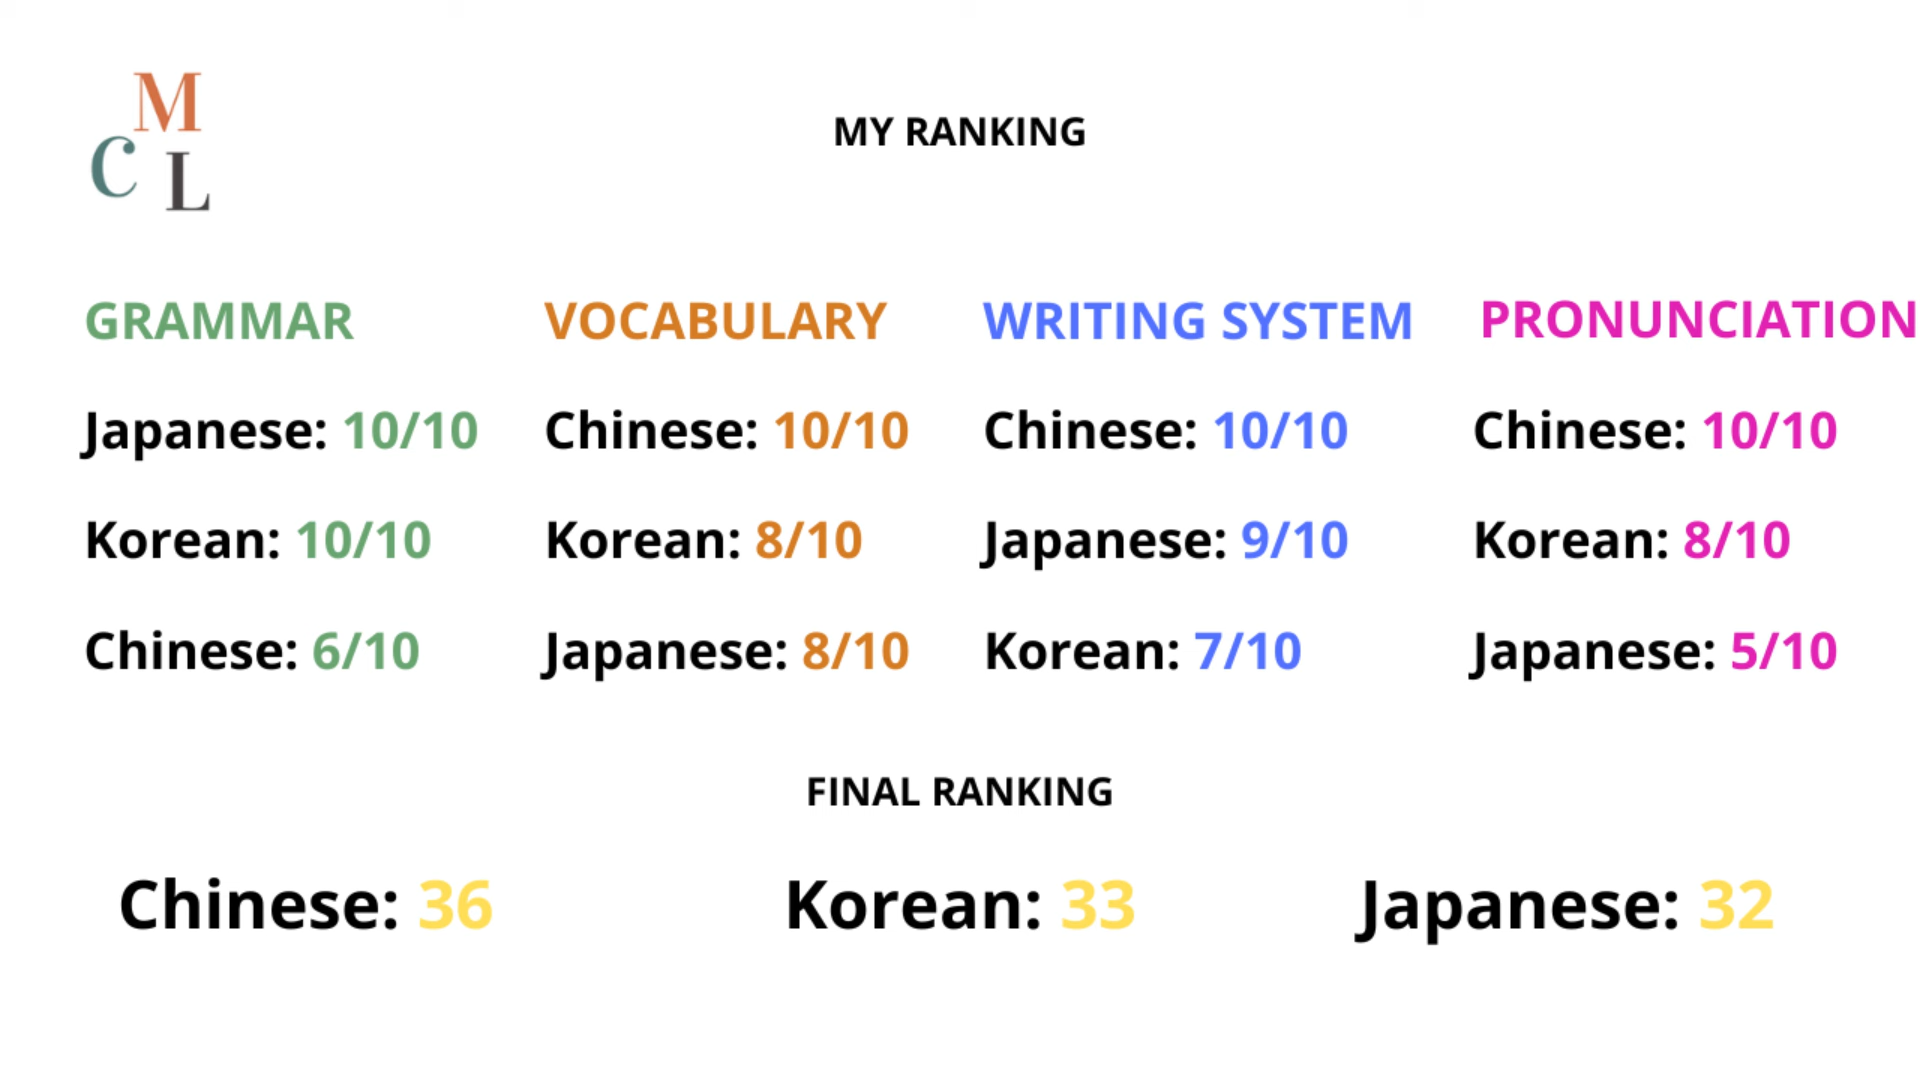 M
C L
MY RANKING
GRAMMAR
Japanese: 10/10
Korean: 10/10
Chinese: 6/10
VOCABULARY
Chinese: 10/10
Korean: 8/10
Japanese: 8/10
WRITING SYSTEM
Chinese: 10/10
Japanese: 9/10
Korean: 7/10
PRONUNCIATION
Chinese: 10/10
Korean: 8/10
Japanese: 5/10
FINAL RANKING
Chinese: 36
Korean: 33
Japanese: 32